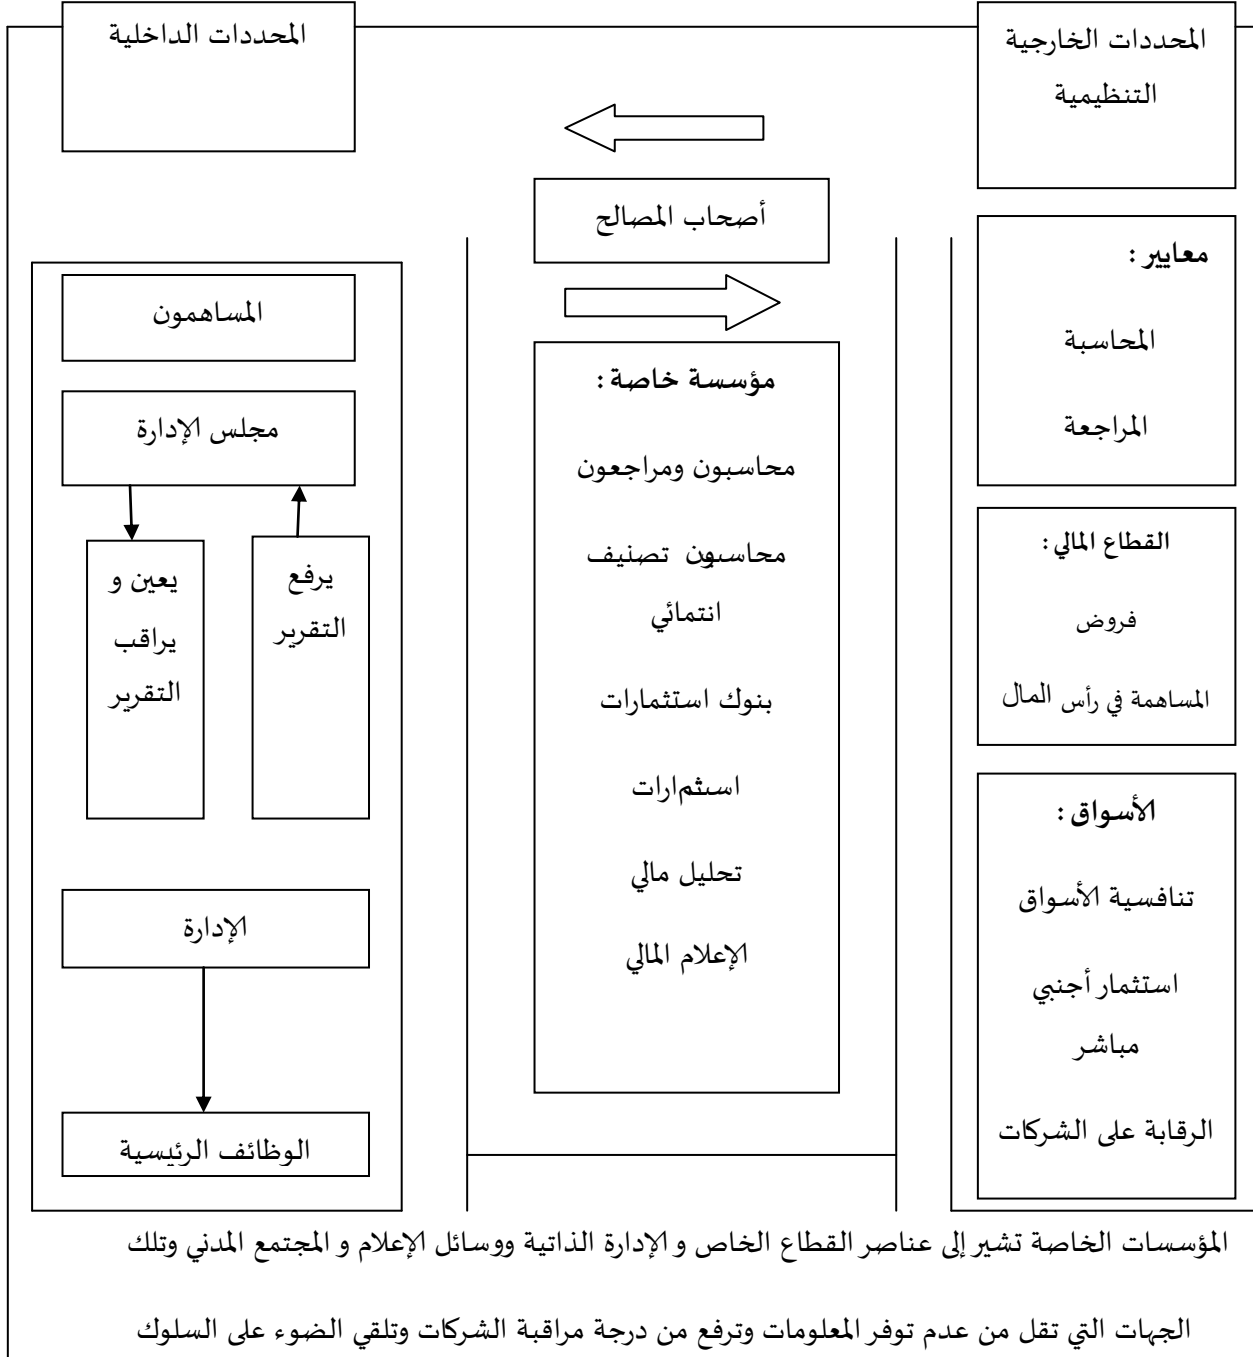 المحددات الخارجية
التنظيمية
المحددات الداخلية
أصحاب المصالح
معايير :
المحاسبة
المراجعة
القطاع المالي :
فروض
المساهمة في رأس المال
الأسواق :
تنافسية الأسواق
استثمار أجنبي
مباشر
الرقابة على الشركات
مؤسسة خاصة :
محاسبون ومراجعون
محاسبون تصنيف
انتمائي
بنوك استثمارات
استثمارات
تحليل مالي
الإعلام المالي
المساهمون
مجلس الإدارة
يرفع
التقرير
يعين و
يراقب
التقرير
الإدارة
الوظائف الرئيسية
المؤسسات الخاصة تشير إلى عناصر القطاع الخاص و الإدارة الذاتية ووسائل الإعلام و المجتمع المدني وتلك
الجهات التي تقل من عدم توفر المعلومات وترفع من درجة مراقبة الشركات وتلقي الضوء على السلوك